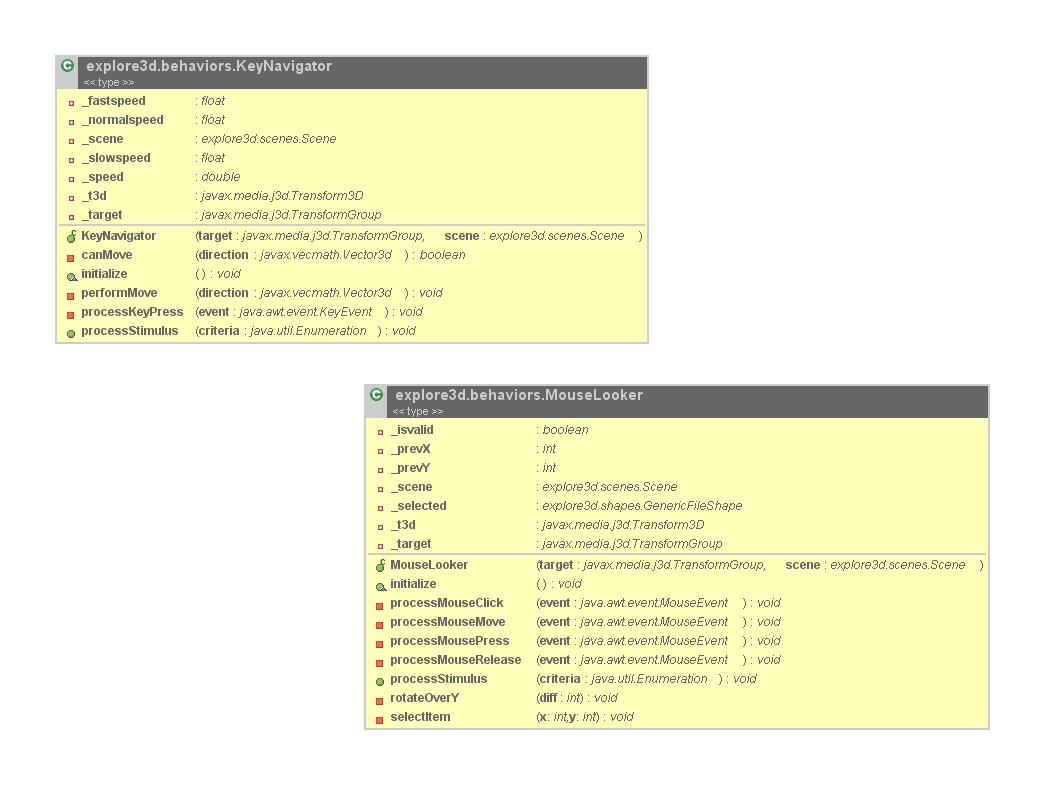 C explore3d.behaviors.KeyNavigator
<< type >>
_fastspeed : float
_normalspeed : float
_scene : explore3d.scenes.Scene
_slowspeed : float
_speed : double
_t3d : javax.media.j3d.Transform3D
_target : javax.media.j3d.TransformGroup
KeyNavigator (target : javax.media.j3d.TransformGroup, scene : explore3d.scenes.Scene )
canMove (direction : javax.vecmath.Vector3d ) : boolean
initialize ( ) : void
performMove (direction : javax.vecmath.Vector3d ) : void
processKeyPress (event : java.awt.event.KeyEvent ) : void
processStimulus (criteria : java.util.Enumeration ) : void
C explore3d.behaviors.MouseLooker
<< type >>
_isvalid : boolean
_prevX : int
_prevY : int
_scene : explore3d.scenes.Scene
_selected : explore3d.shapes.GenericFileShape
_t3d : javax.media.j3d.Transform3D
_target : javax.media.j3d.TransformGroup
MouseLooker (target : javax.media.j3d.TransformGroup, scene : explore3d.scenes.Scene )
initialize ( ) : void
processMouseClick (event : java.awt.event.MouseEvent ) : void
processMouseMove (event : java.awt.event.MouseEvent ) : void
processMousePress (event : java.awt.event.MouseEvent ) : void
processMouseRelease (event : java.awt.event.MouseEvent ) : void
processStimulus (criteria : java.util.Enumeration ) : void
rotateOverY (diff : int) : void
selectItem (x: int,y: int) : void